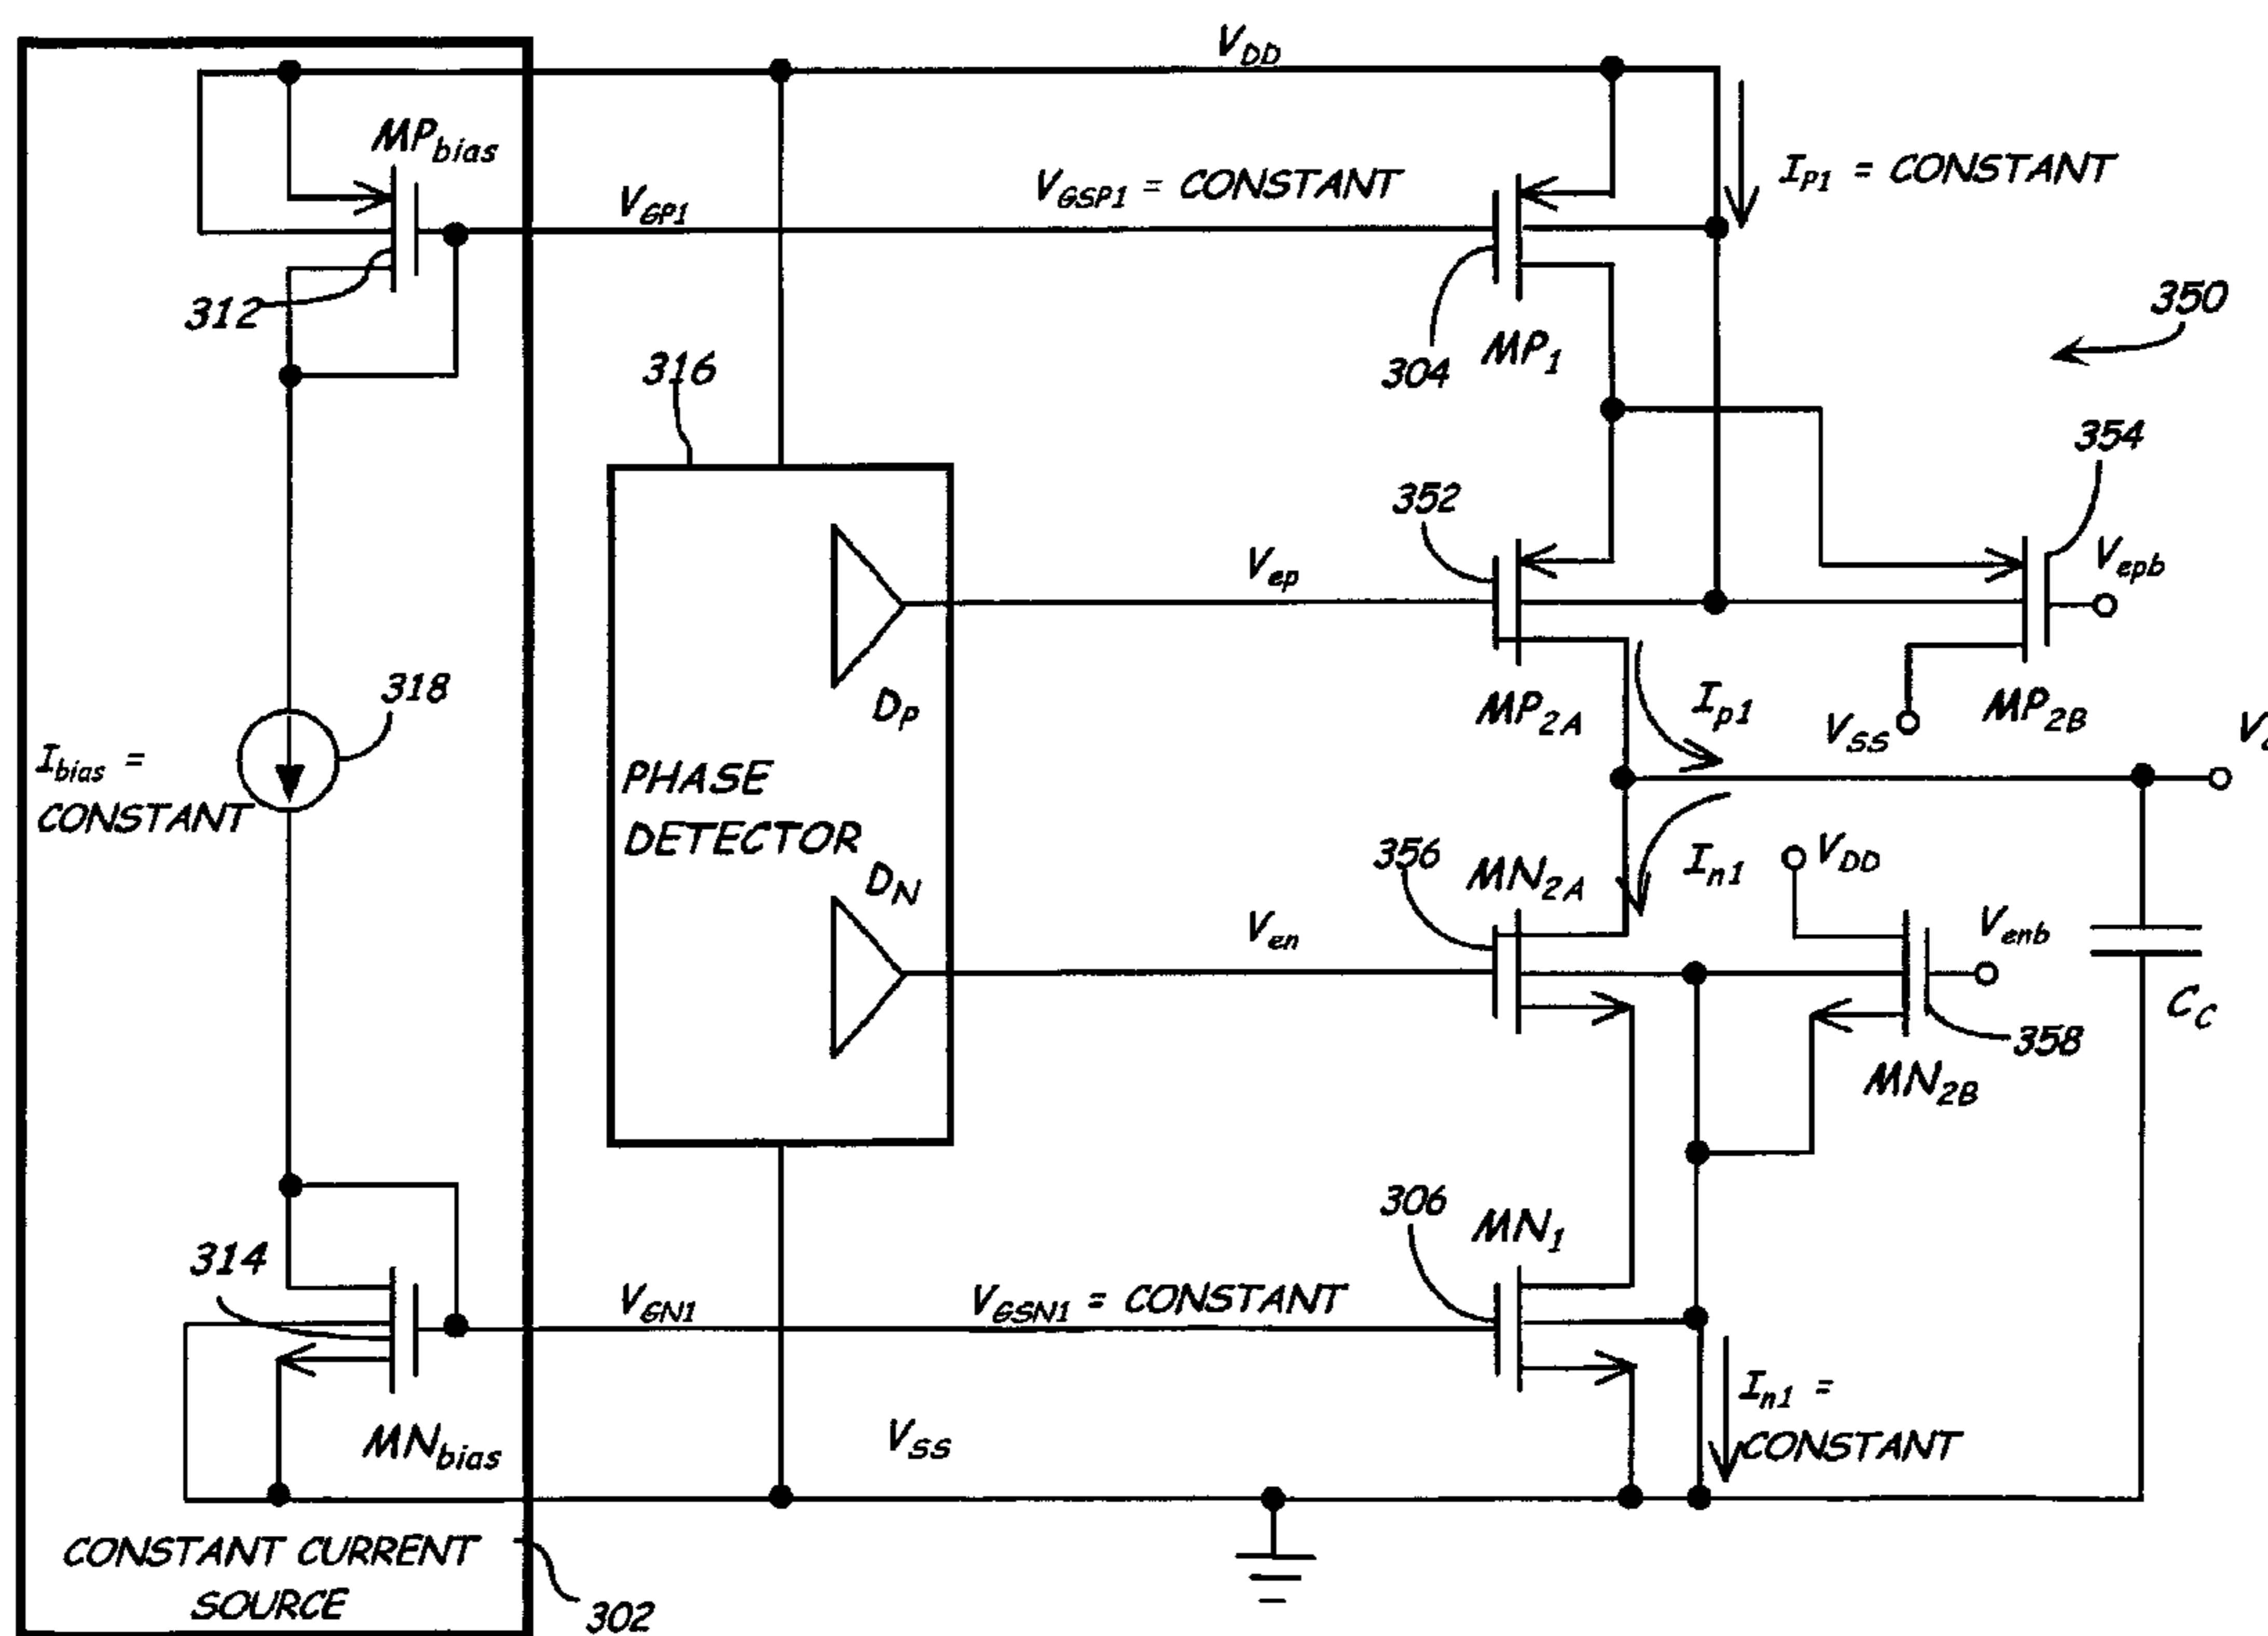 V_DD
MP_bias
V_GP1
V_GSP1 = CONSTANT
I_P1 = CONSTANT
312
304
MP_1
350
316
354
352
V_ep
V_epb
D_P
MP_2A
I_p1
V_SS
MP_2B
318
I_bias =
CONSTANT
PHASE
DETECTOR
356
MN_2A
I_n1
V_DD
D_N
V_en
V_enb
C_C
358
MN_2B
306
MN_1
314
V_GN1
V_GSN1 = CONSTANT
I_n1 =
CONSTANT
MN_bias
V_SS
CONSTANT CURRENT
SOURCE
302